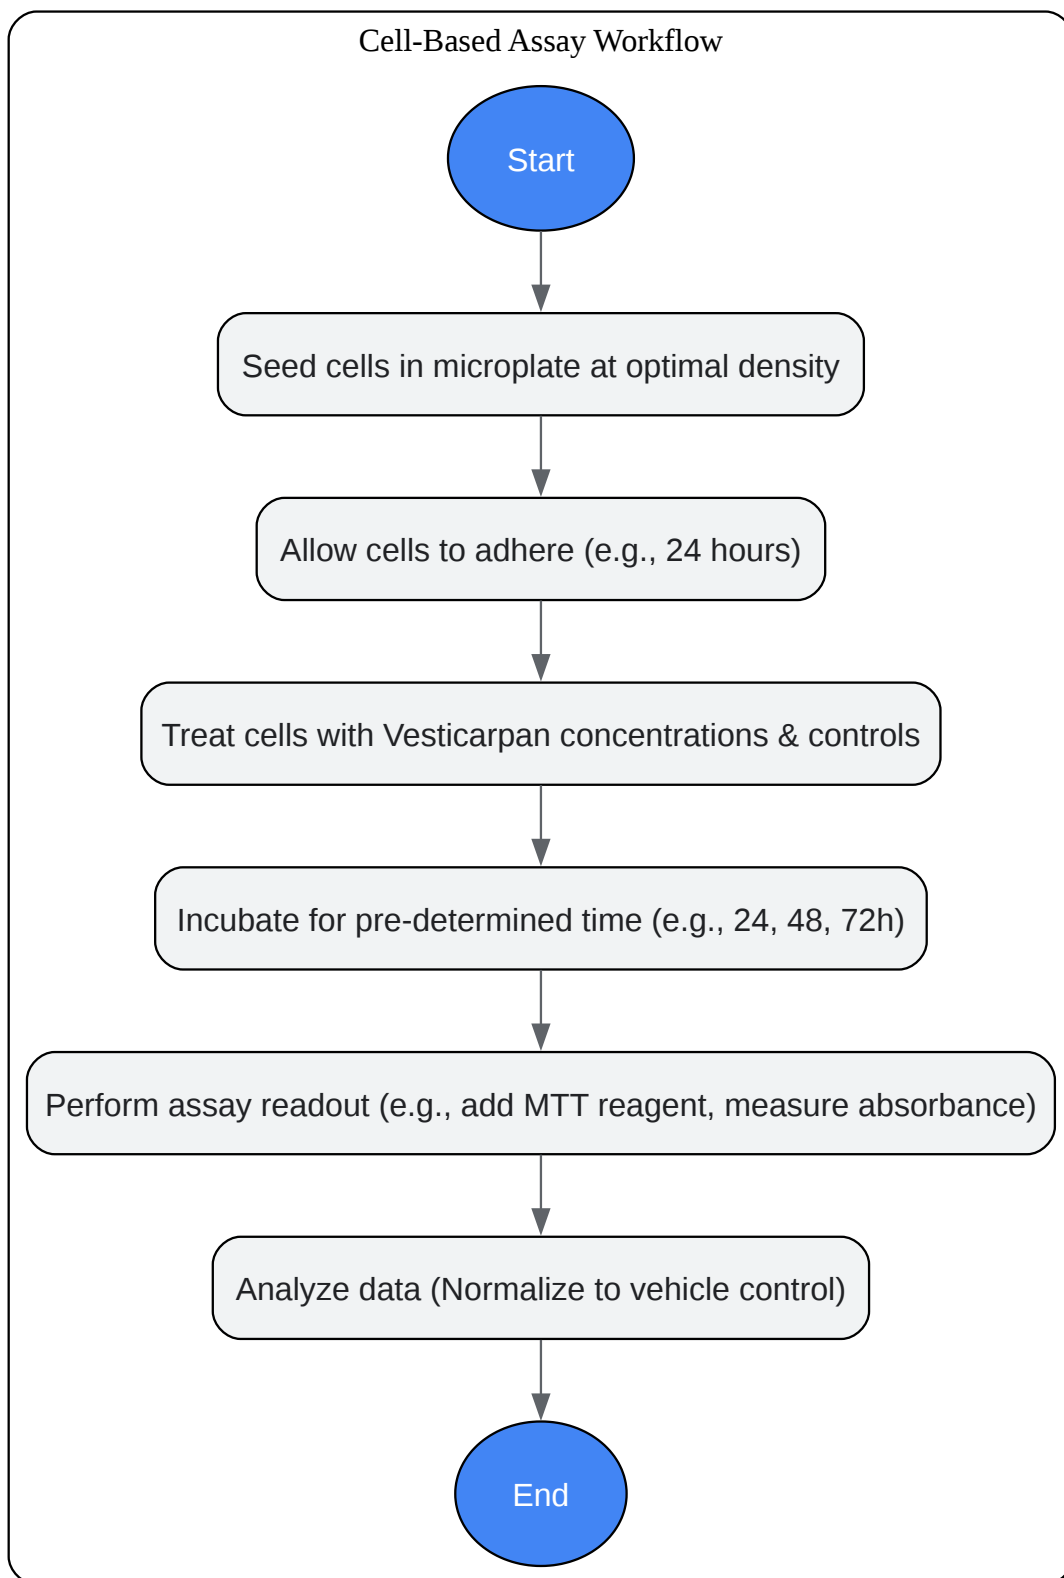 Cell-Based Assay Workflow
Start
Seed cells in microplate at optimal density
Allow cells to adhere (e.g., 24 hours)
Treat cells with Vesticarpan concentrations & controls
Incubate for pre-determined time (e.g., 24, 48, 72h)
Perform assay readout (e.g., add MTT reagent, measure absorbance)
Analyze data (Normalize to vehicle control)
End